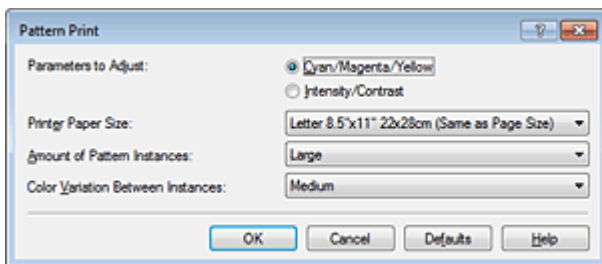 Pattern Print
Parameters to Adjust:
Cyan/Magenta/Yellow
Intensity/Contrast
Printer Paper Size:
Letter 8.5"x11" 22x28cm (Same as Page Size)
Amount of Pattern Instances:
Large
Color Variation Between Instances:
Medium
OK Cancel Defaults Help